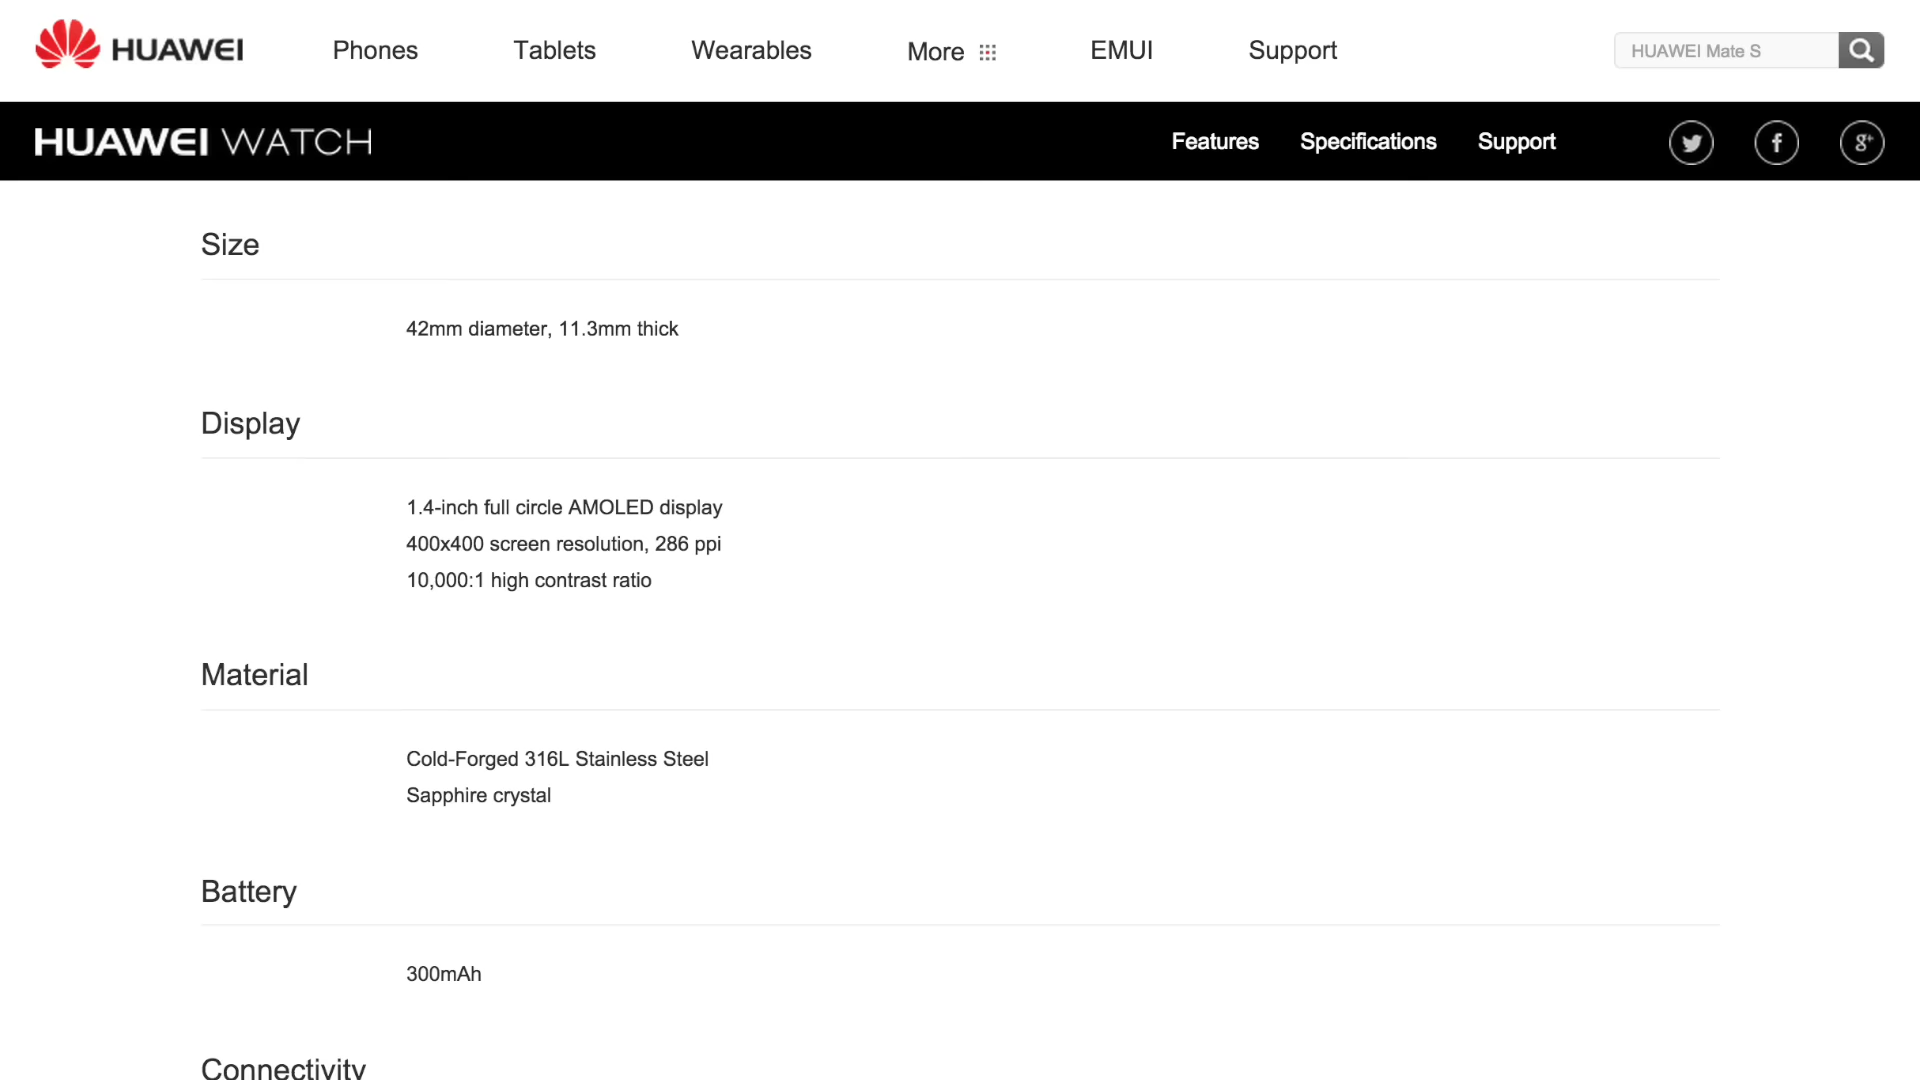 HUAWEI
Phones
Tablets
Wearables
More
EMUI
Support
HUAWEI Mate S
HUAWEI WATCH
Features
Specifications
Support
f
g+
Size
42mm diameter, 11.3mm thick
Display
1.4-inch full circle AMOLED display
400x400 screen resolution, 286 ppi
10,000:1 high contrast ratio
Material
Cold-Forged 316L Stainless Steel
Sapphire crystal
Battery
300mAh
Connectivity